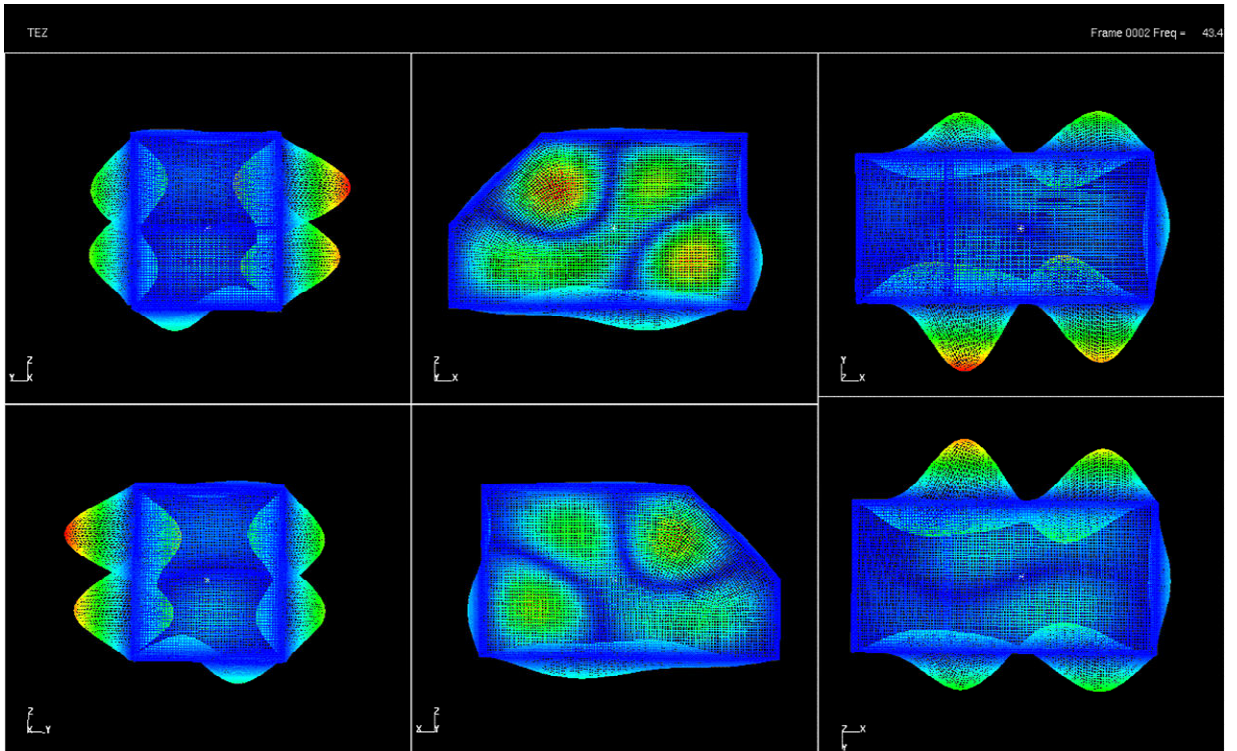 TEZ
Frame 0002 Freq = 43.4
Z
Y X
Z
Y X
Y
Z X
Z
X Y
Z
X Y
Z X
Y